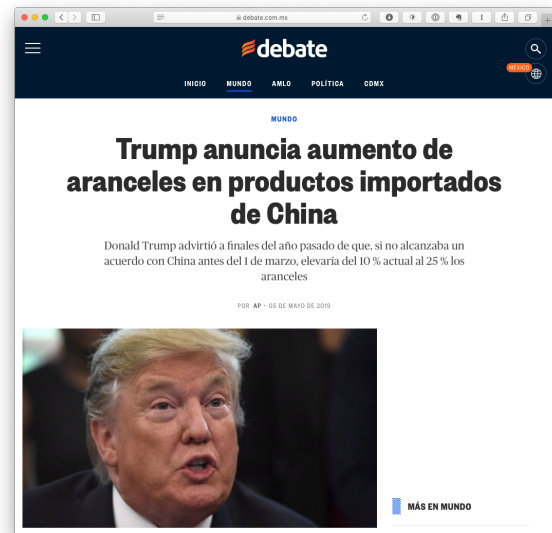 debate.com.mx
debate
MÉXICO
INICIO MUNDO AMLO POLÍTICA CDMX
MUNDO
Trump anuncia aumento de
aranceles en productos importados
de China
Donald Trump advirtió a finales del año pasado de que, si no alcanzaba un
acuerdo con China antes del 1 de marzo, elevaría del 10 % actual al 25 % los
aranceles
POR AP - 05 DE MAYO DE 2019
MÁS EN MUNDO